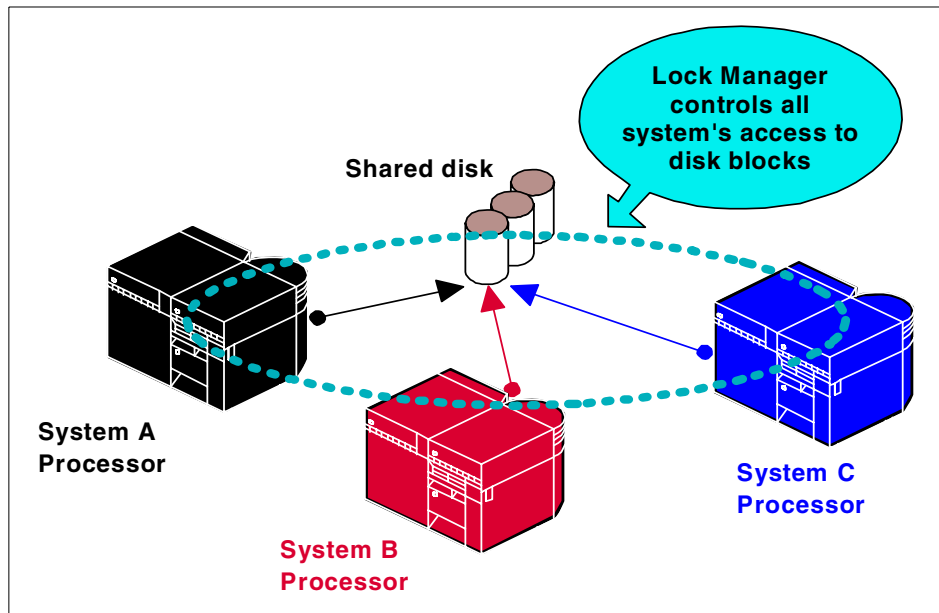 Lock Manager
controls all
system's access to
disk blocks
Shared disk
System A
Processor
System B
Processor
System C
Processor